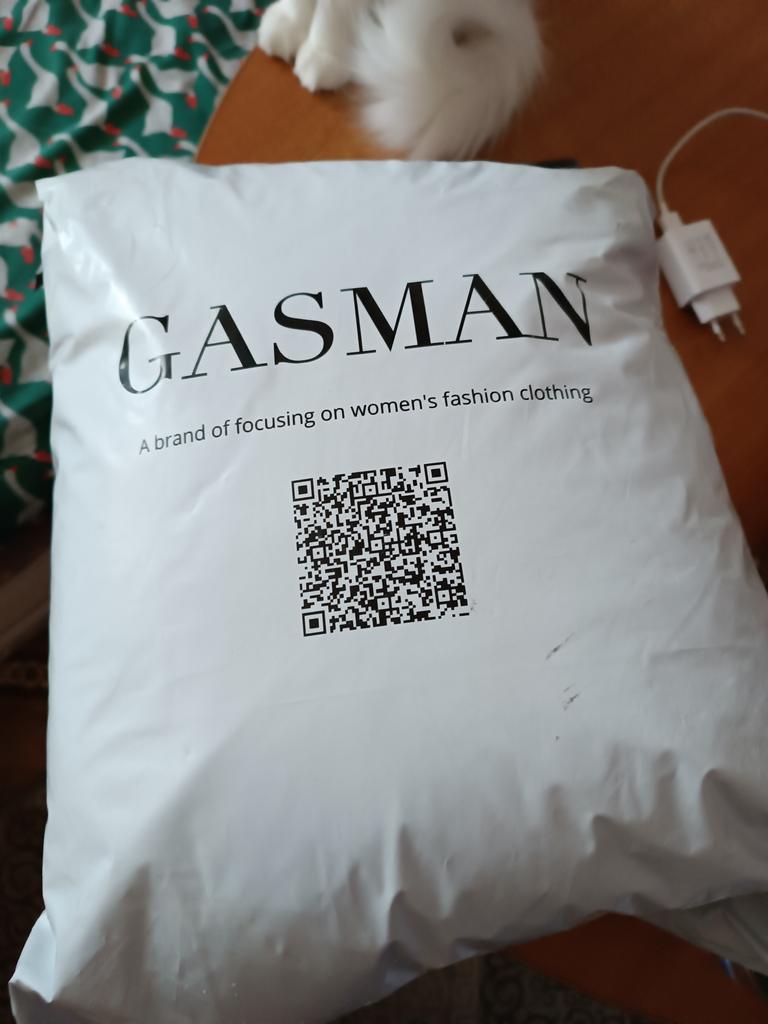 GASMAN
A brand of focusing on women's fashion clothing